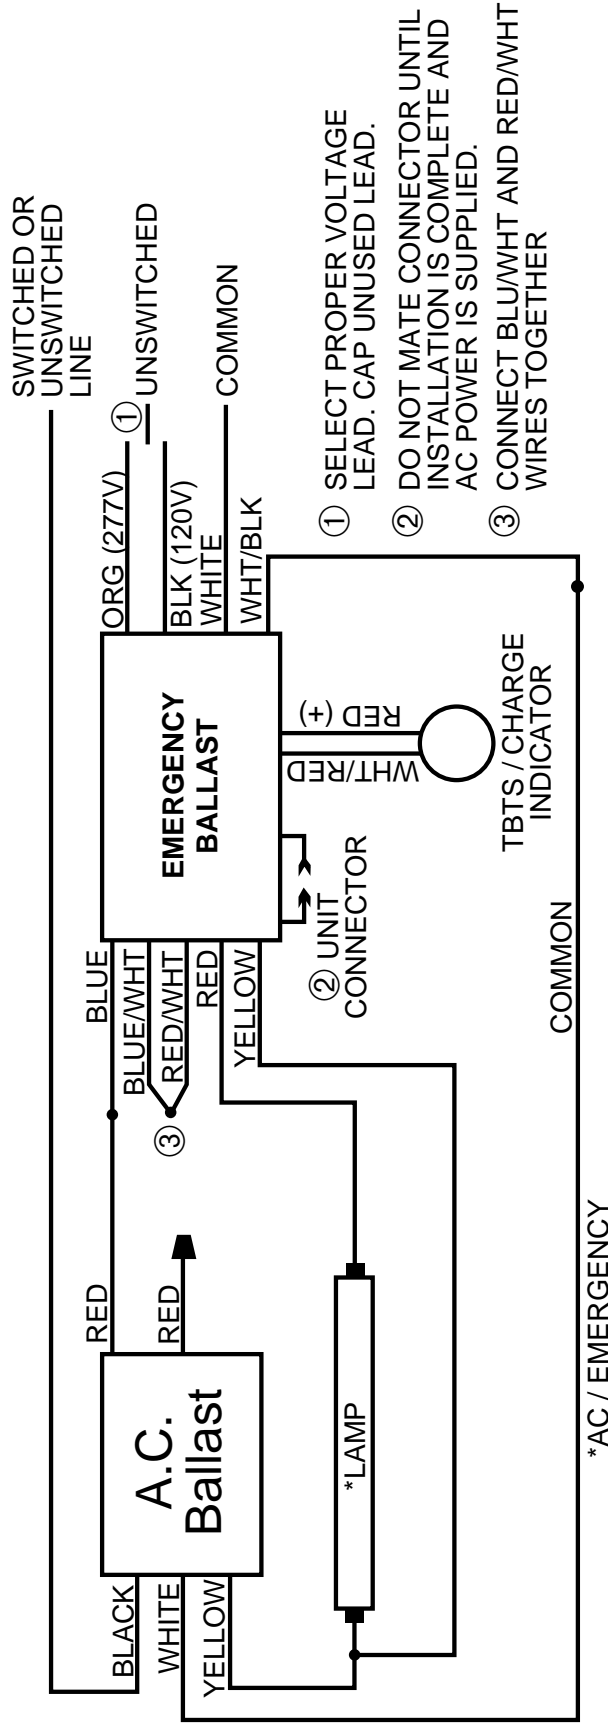 SWITCHED OR
UNSWITCHED
LINE
① UNSWITCHED
COMMON
ORG (277V)
BLK (120V)
WHITE
WHT/BLK
EMERGENCY
BALLAST
BLUE
BLUE/WHT
RED/WHT
RED
YELLOW
③
RED
RED
A.C.
Ballast
BLACK
WHITE
YELLOW
*LAMP
② UNIT
CONNECTOR
RED (+)
WHT/RED
TBTS / CHARGE
INDICATOR
COMMON
*AC / EMERGENCY
① SELECT PROPER VOLTAGE
LEAD. CAP UNUSED LEAD.
② DO NOT MATE CONNECTOR UNTIL
INSTALLATION IS COMPLETE AND
AC POWER IS SUPPLIED.
③ CONNECT BLU/WHT AND RED/WHT
WIRES TOGETHER